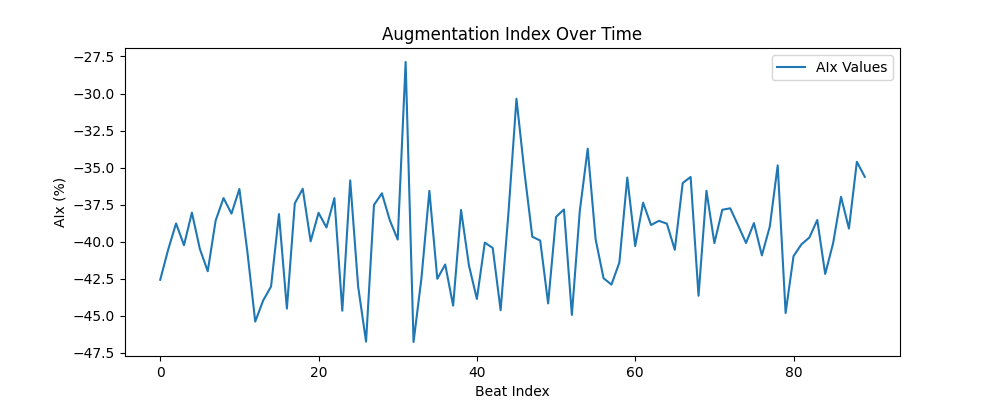 Augmentation Index Over Time
AIx Values
AIx (%)
−27.5
−30.0
−32.5
−35.0
−37.5
−40.0
−42.5
−45.0
−47.5
0 20 40 60 80
Beat Index